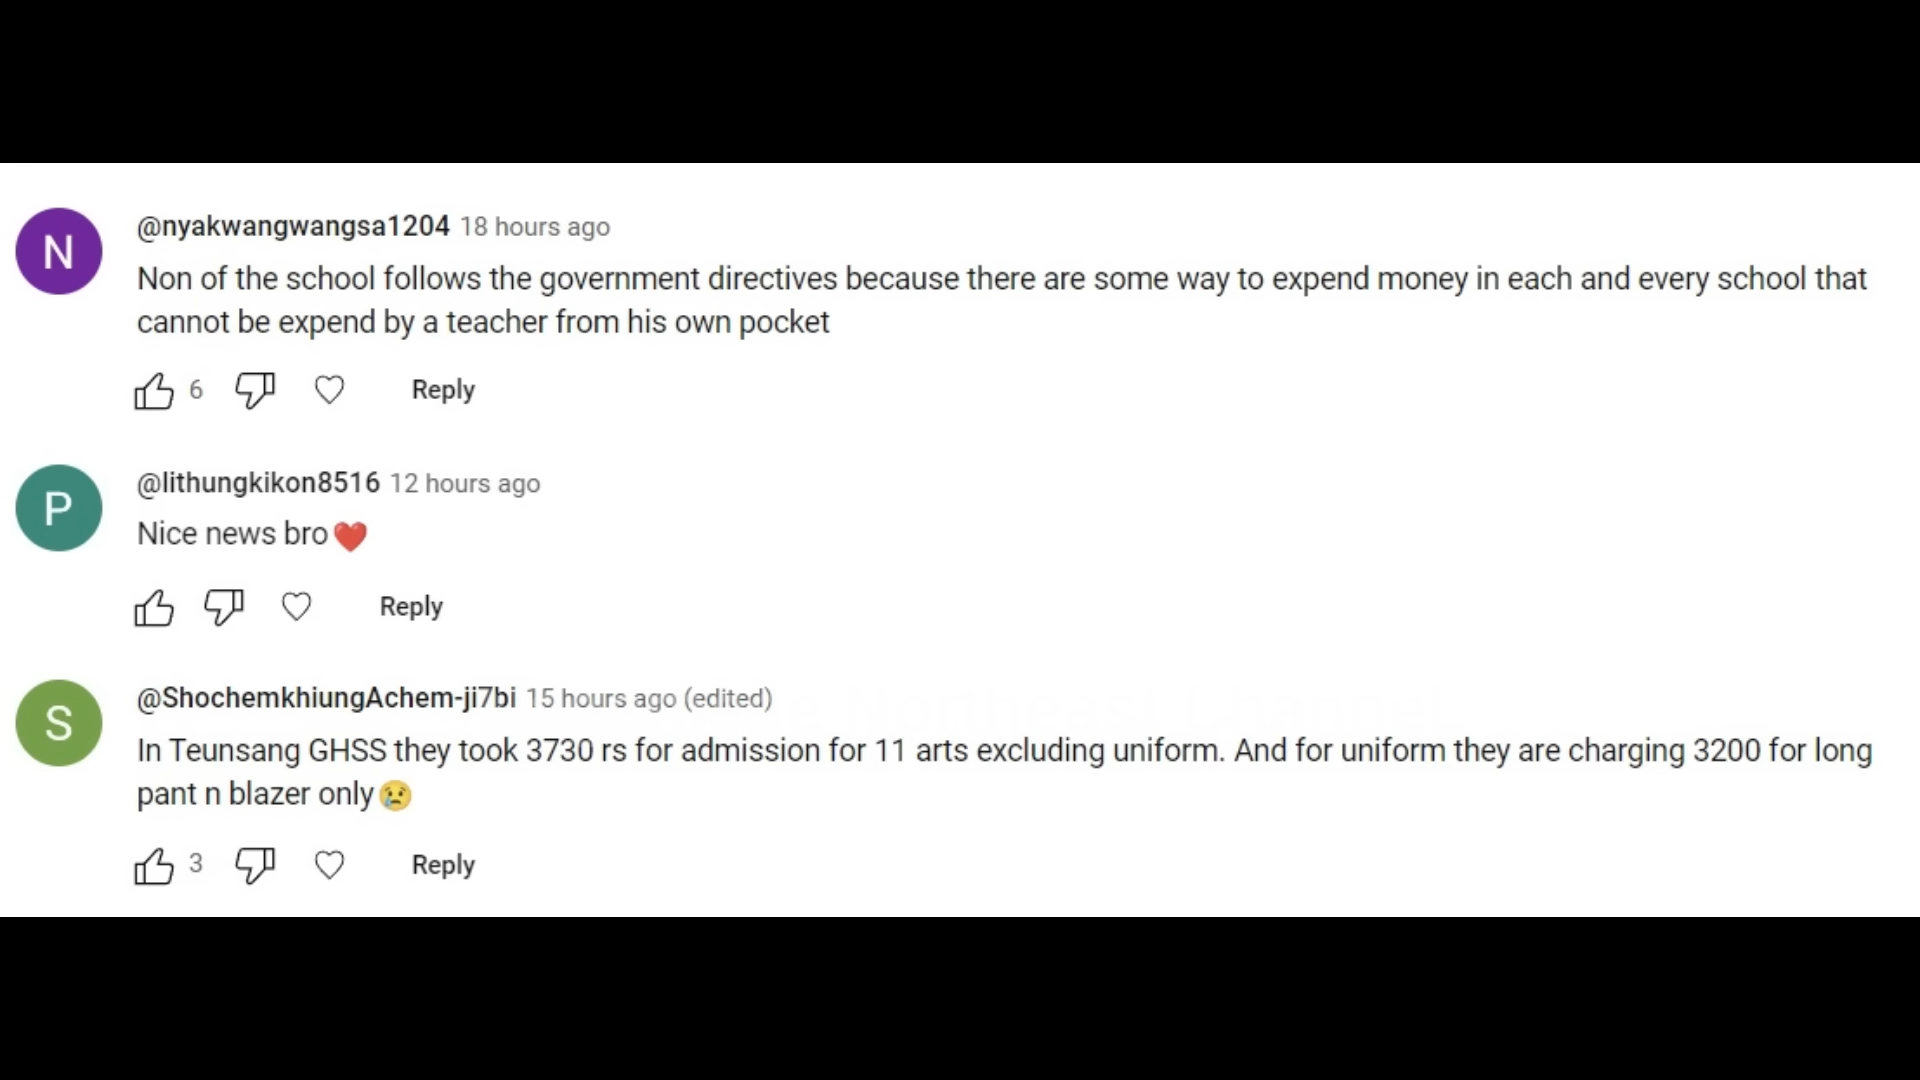 N
@nyakwangwangsa1204 18 hours ago
Non of the school follows the government directives because there are some way to expend money in each and every school that
cannot be expend by a teacher from his own pocket
6 Reply
P
@lithungkikon8516 12 hours ago
Nice news bro❤️
Reply
S
@ShochemkhiungAchem-ji7bi 15 hours ago (edited)
In Teunsang GHSS they took 3730 rs for admission for 11 arts excluding uniform. And for uniform they are charging 3200 for long
pant n blazer only😢
3 Reply